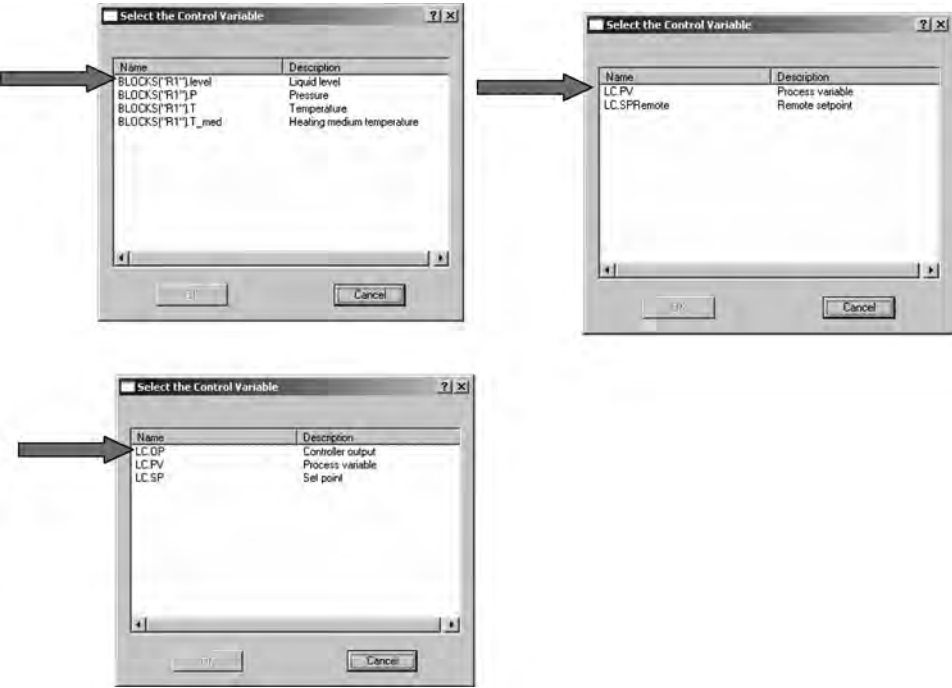 Select the Control Variable
Name Description
BLOCKS("R1").level Liquid level
BLOCKS("R1").P Pressure
BLOCKS("R1").T Temperature
BLOCKS("R1").T_med Heating medium temperature
Cancel
Select the Control Variable
Name Description
LC.PV Process variable
LC.SPRemote Remote setpoint
Cancel
Select the Control Variable
Name Description
LC.OP Controller output
LC.PV Process variable
LC.SP Set point
Cancel